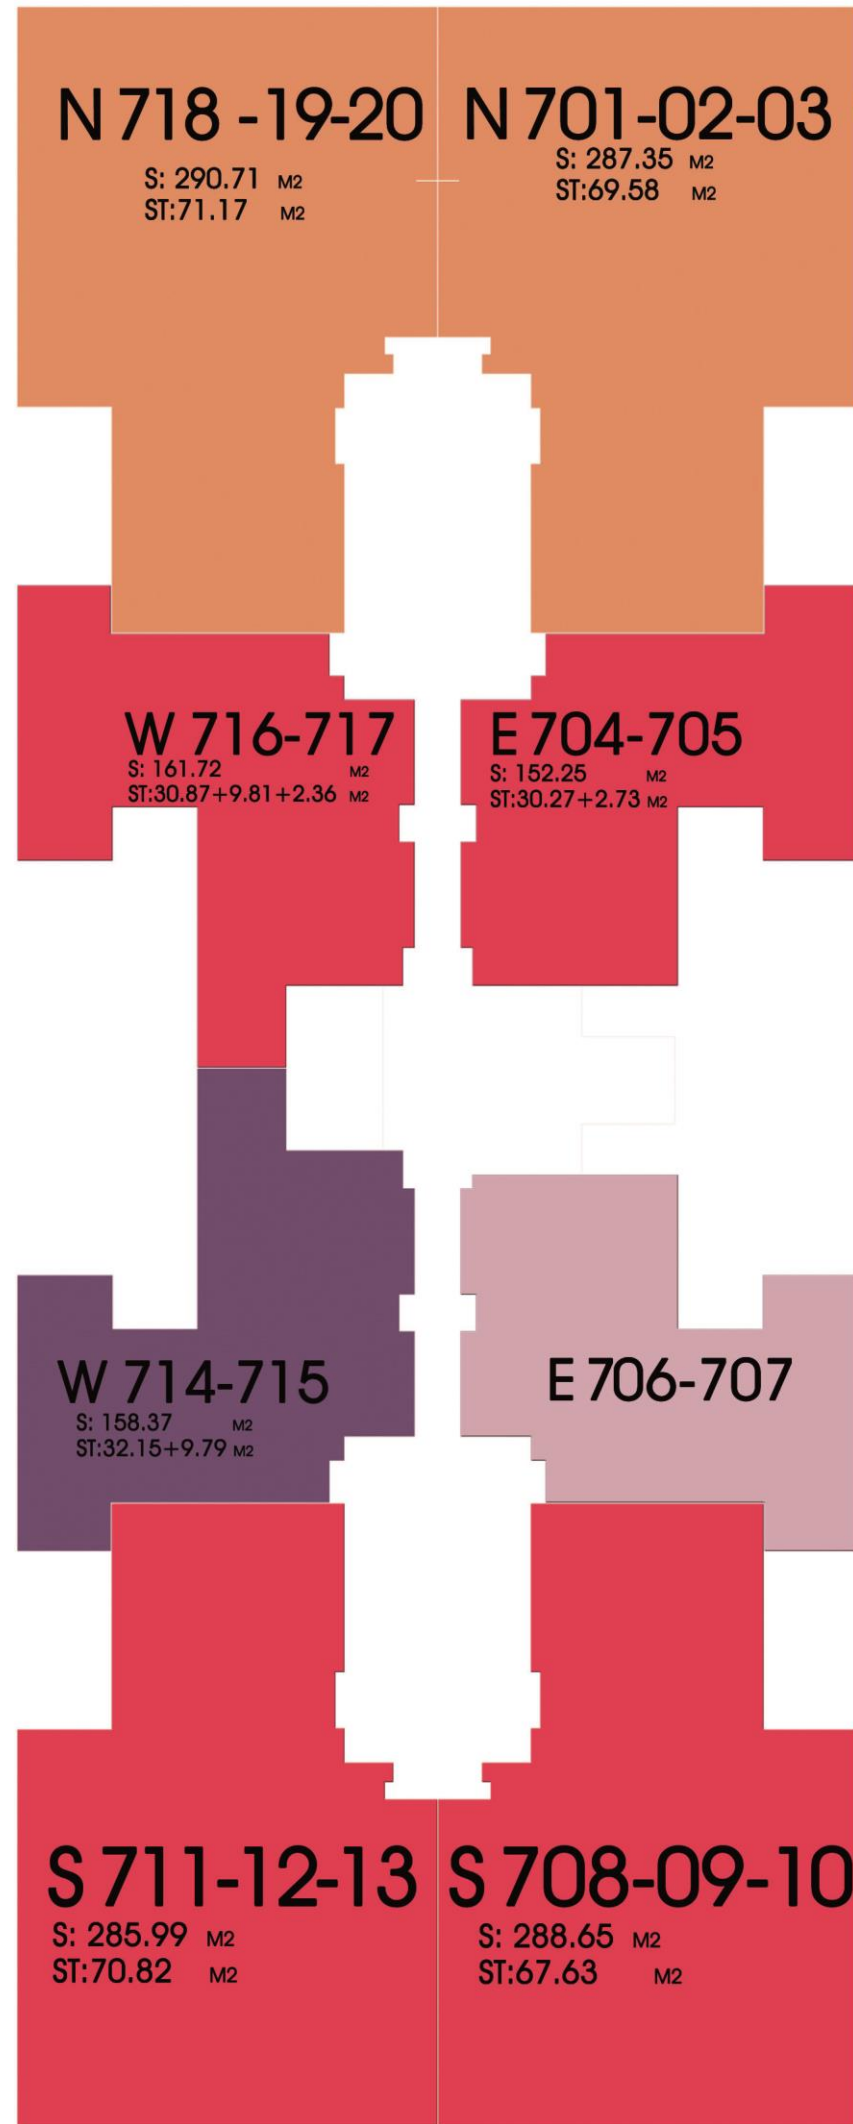 N 718 -19-20
S: 290.71 M2
ST:71.17 M2
N 701-02-03
S: 287.35 M2
ST:69.58 M2
W 716-717
S: 161.72 M2
ST:30.87+9.81+2.36 M2
E 704-705
S: 152.25 M2
ST:30.27+2.73 M2
W 714-715
S: 158.37 M2
ST:32.15+9.79 M2
E 706-707
S 711-12-13
S: 285.99 M2
ST:70.82 M2
S 708-09-10
S: 288.65 M2
ST:67.63 M2